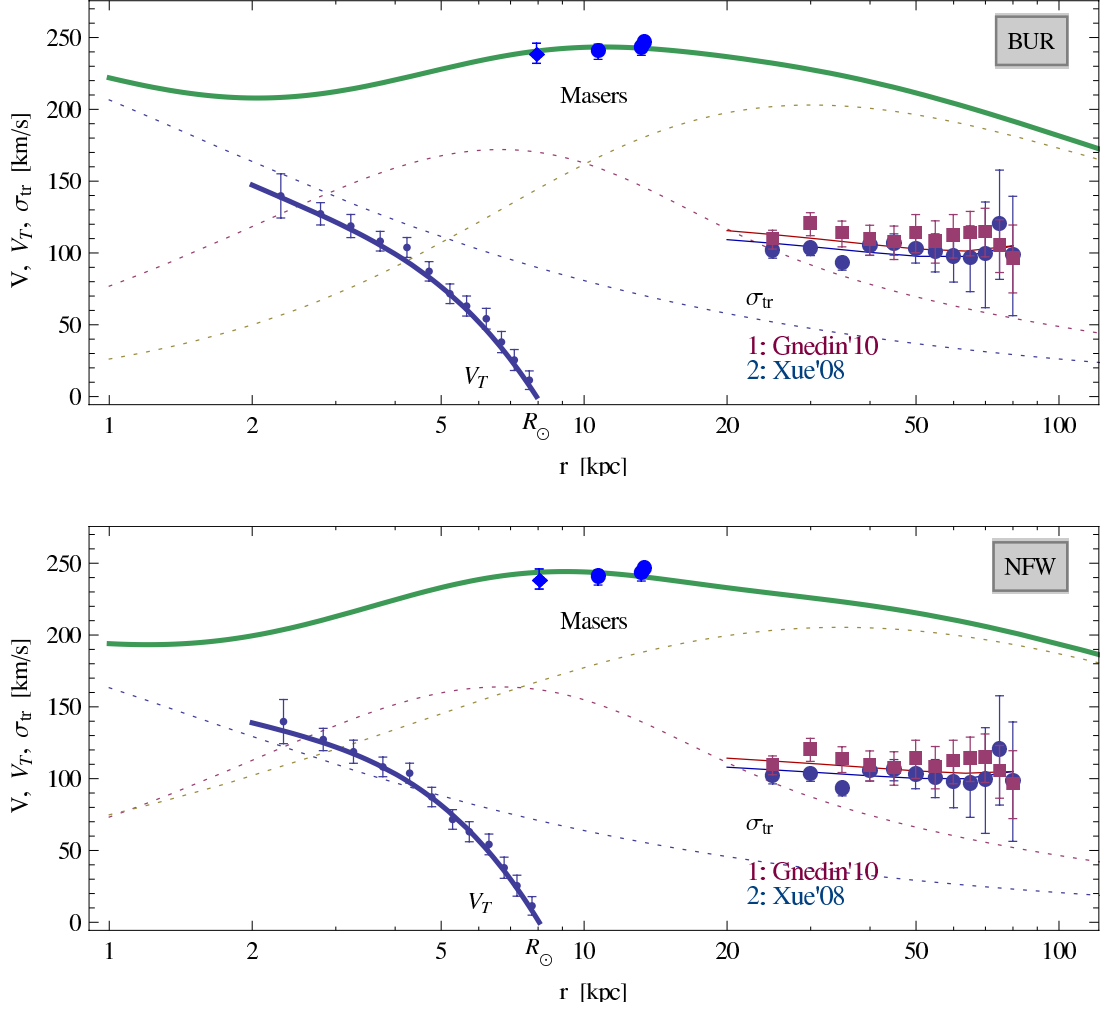 BUR
V, V_T, σ_tr [km/s]
250
200
150
100
50
0
Masers
σ_tr
1: Gnedin'10
2: Xue'08
V_T
1 2 5 R_⊙ 10 20 50 100
r [kpc]
NFW
V, V_T, σ_tr [km/s]
250
200
150
100
50
0
Masers
σ_tr
1: Gnedin'10
2: Xue'08
V_T
1 2 5 R_⊙ 10 20 50 100
r [kpc]